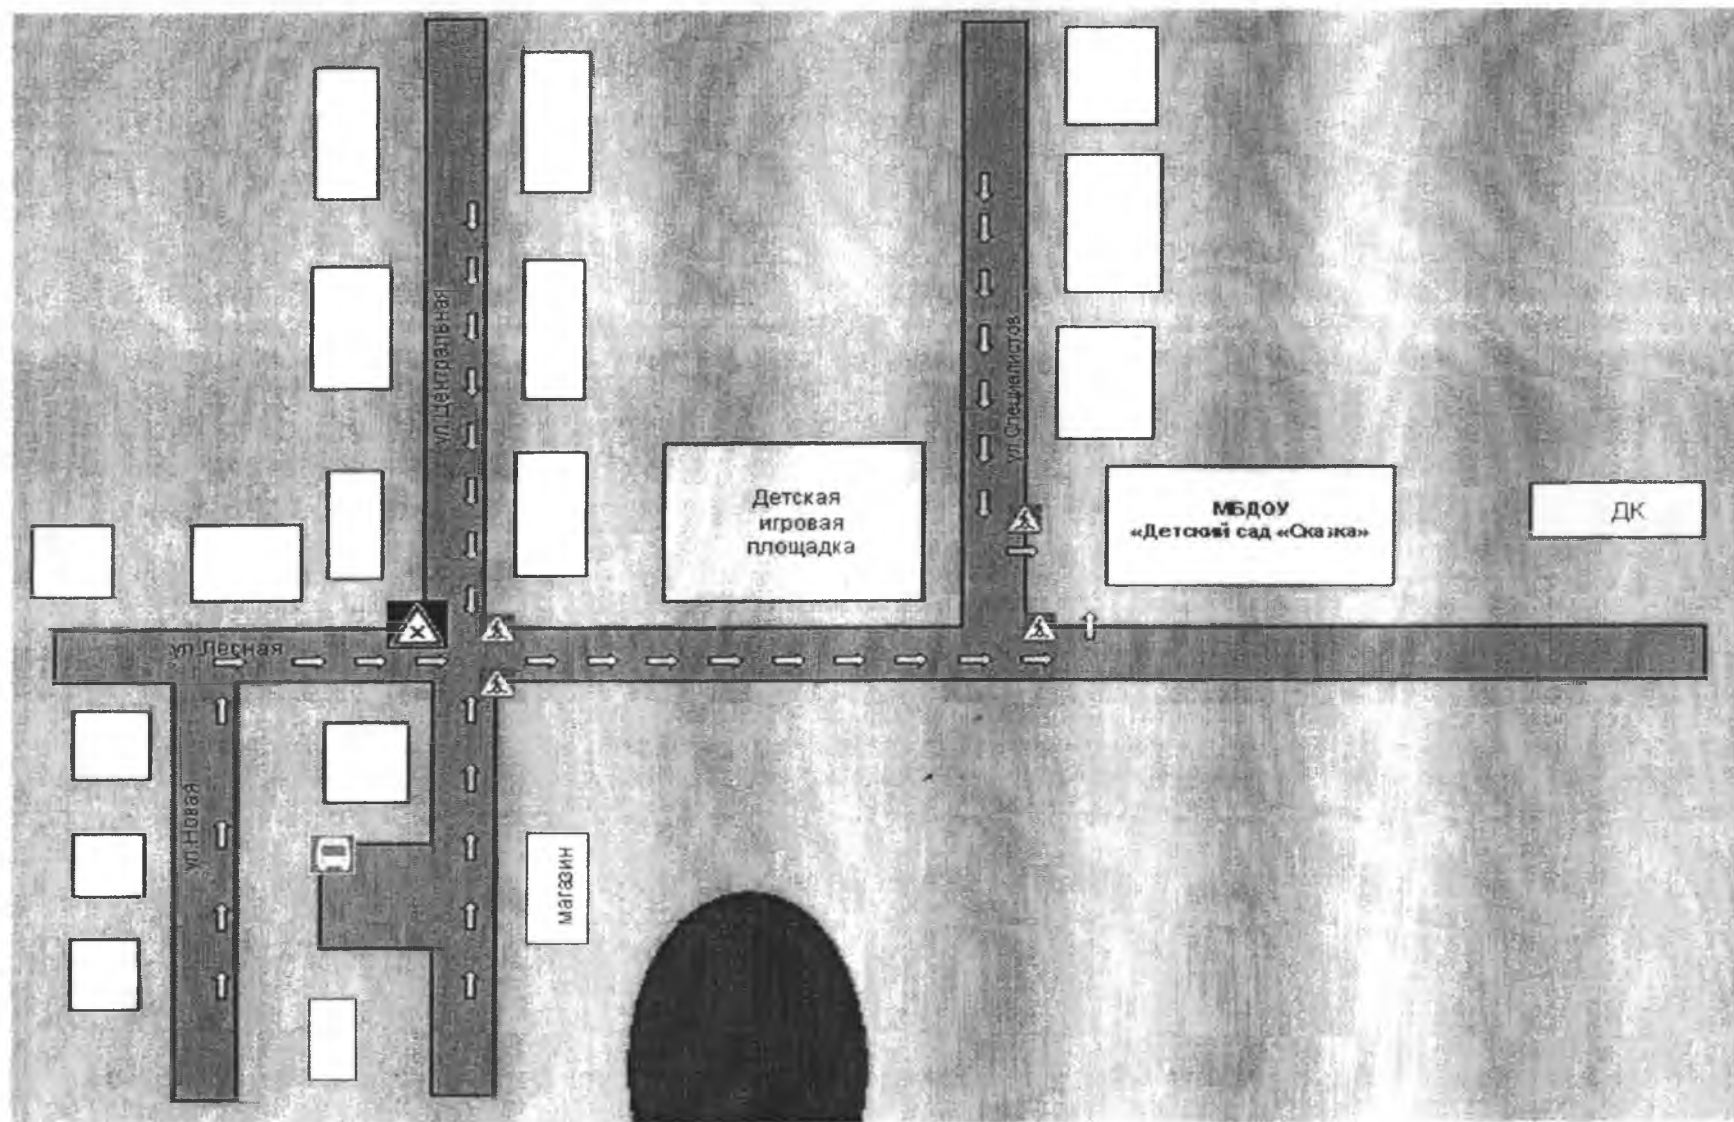 ул.Центральная
ул.Специалистов
Детская
игровая
площадка
МБДОУ
«Детский сад «Сказка»
ДК
ул.Лесная
ул.Новая
магазин